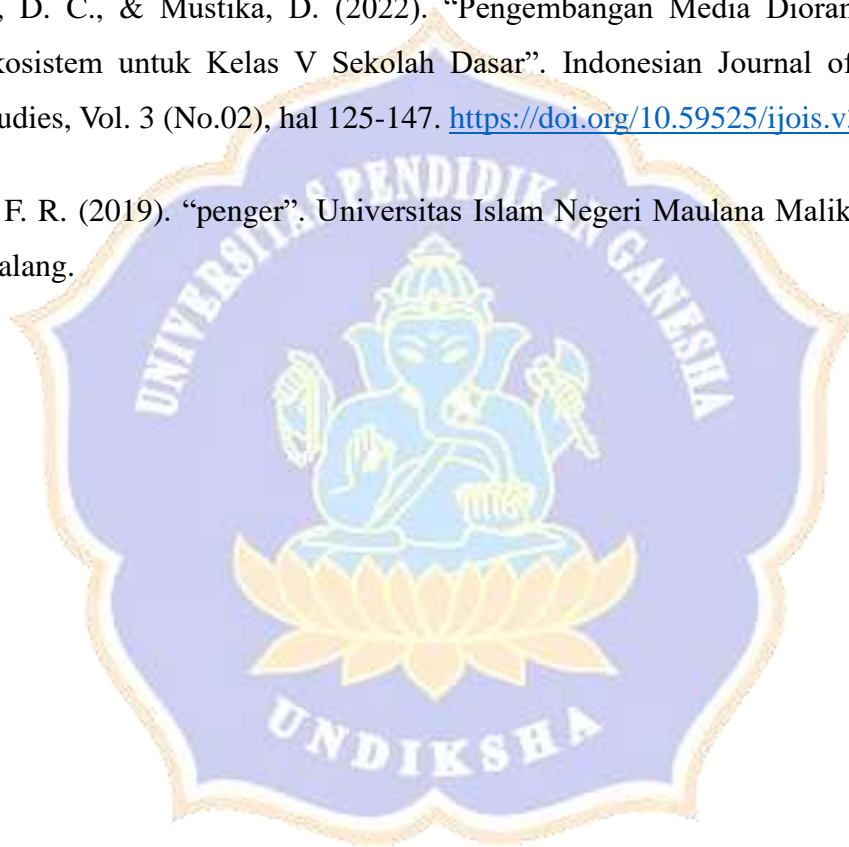 , D. C., & Mustika, D. (2022). “Pengembangan Media Dioram
kosistem untuk Kelas V Sekolah Dasar”. Indonesian Journal of
udies, Vol. 3 (No.02), hal 125-147. https://doi.org/10.59525/ijois.v
F. R. (2019). “penger”. Universitas Islam Negeri Maulana Malik
alang.
UNIVERSITAS PENDIDIKAN GANESHA
UNDIKSHA